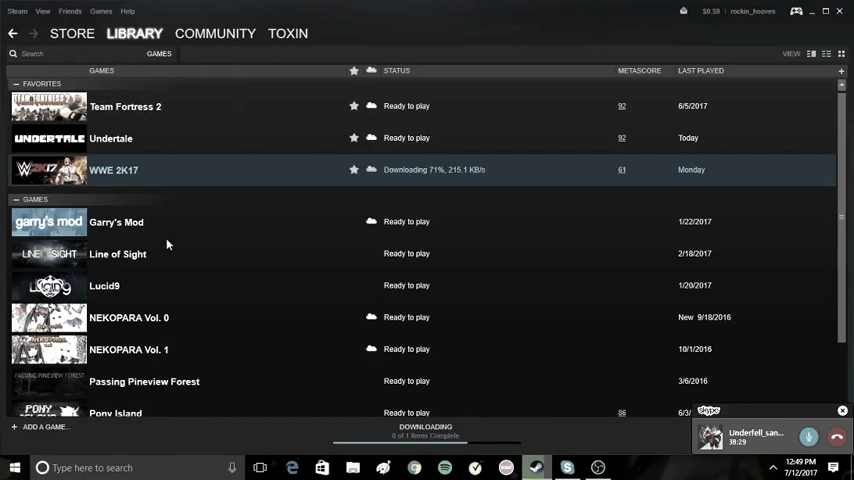 Steam View Friends Games Help $0.59 rockin_hooves
STORE LIBRARY COMMUNITY TOXIN
Search GAMES VIEW
GAMES STATUS METASCORE LAST PLAYED
FAVORITES
Team Fortress 2 Ready to play 92 6/5/2017
UNDERTALE Undertale Ready to play 92 Today
2K17 WWE 2K17 Downloading 71%, 215.1 KB/s 61 Monday
GAMES
garry's mod Garry's Mod Ready to play 1/22/2017
LINE OF SIGHT Line of Sight Ready to play 2/18/2017
LUCID9 Lucid9 Ready to play 1/20/2017
NEKOPARA Vol. 0 Ready to play New 9/18/2016
NEKOPARA NEKOPARA Vol. 1 Ready to play 10/1/2016
PASSING PINEVIEW FOREST Passing Pineview Forest Ready to play 3/6/2016
PONY ISLAND Pony Island Ready to play 86 6/3/
skype
Underfell_san...
38:29
+ ADD A GAME... DOWNLOADING
0 of 1 Items Complete
Type here to search 12:49 PM
7/12/2017